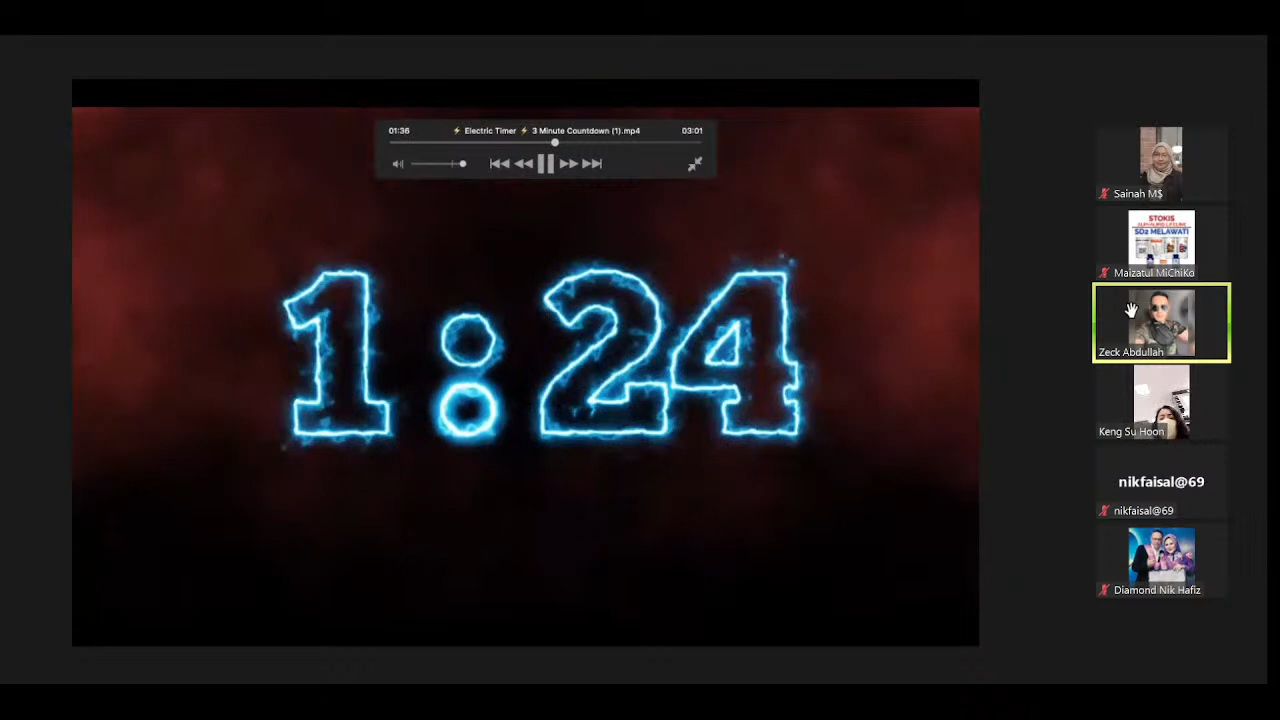 01:36 ⚡ Electric Timer ⚡ 3 Minute Countdown (1).mp4 03:01
1:24
Sainah M$
STOKIS
SD2 MELAWATI
Maizatul MiChiKo
Zeck Abdullah
Keng Su Hoon
nikfaisal@69
nikfaisal@69
Diamond Nik Hafiz